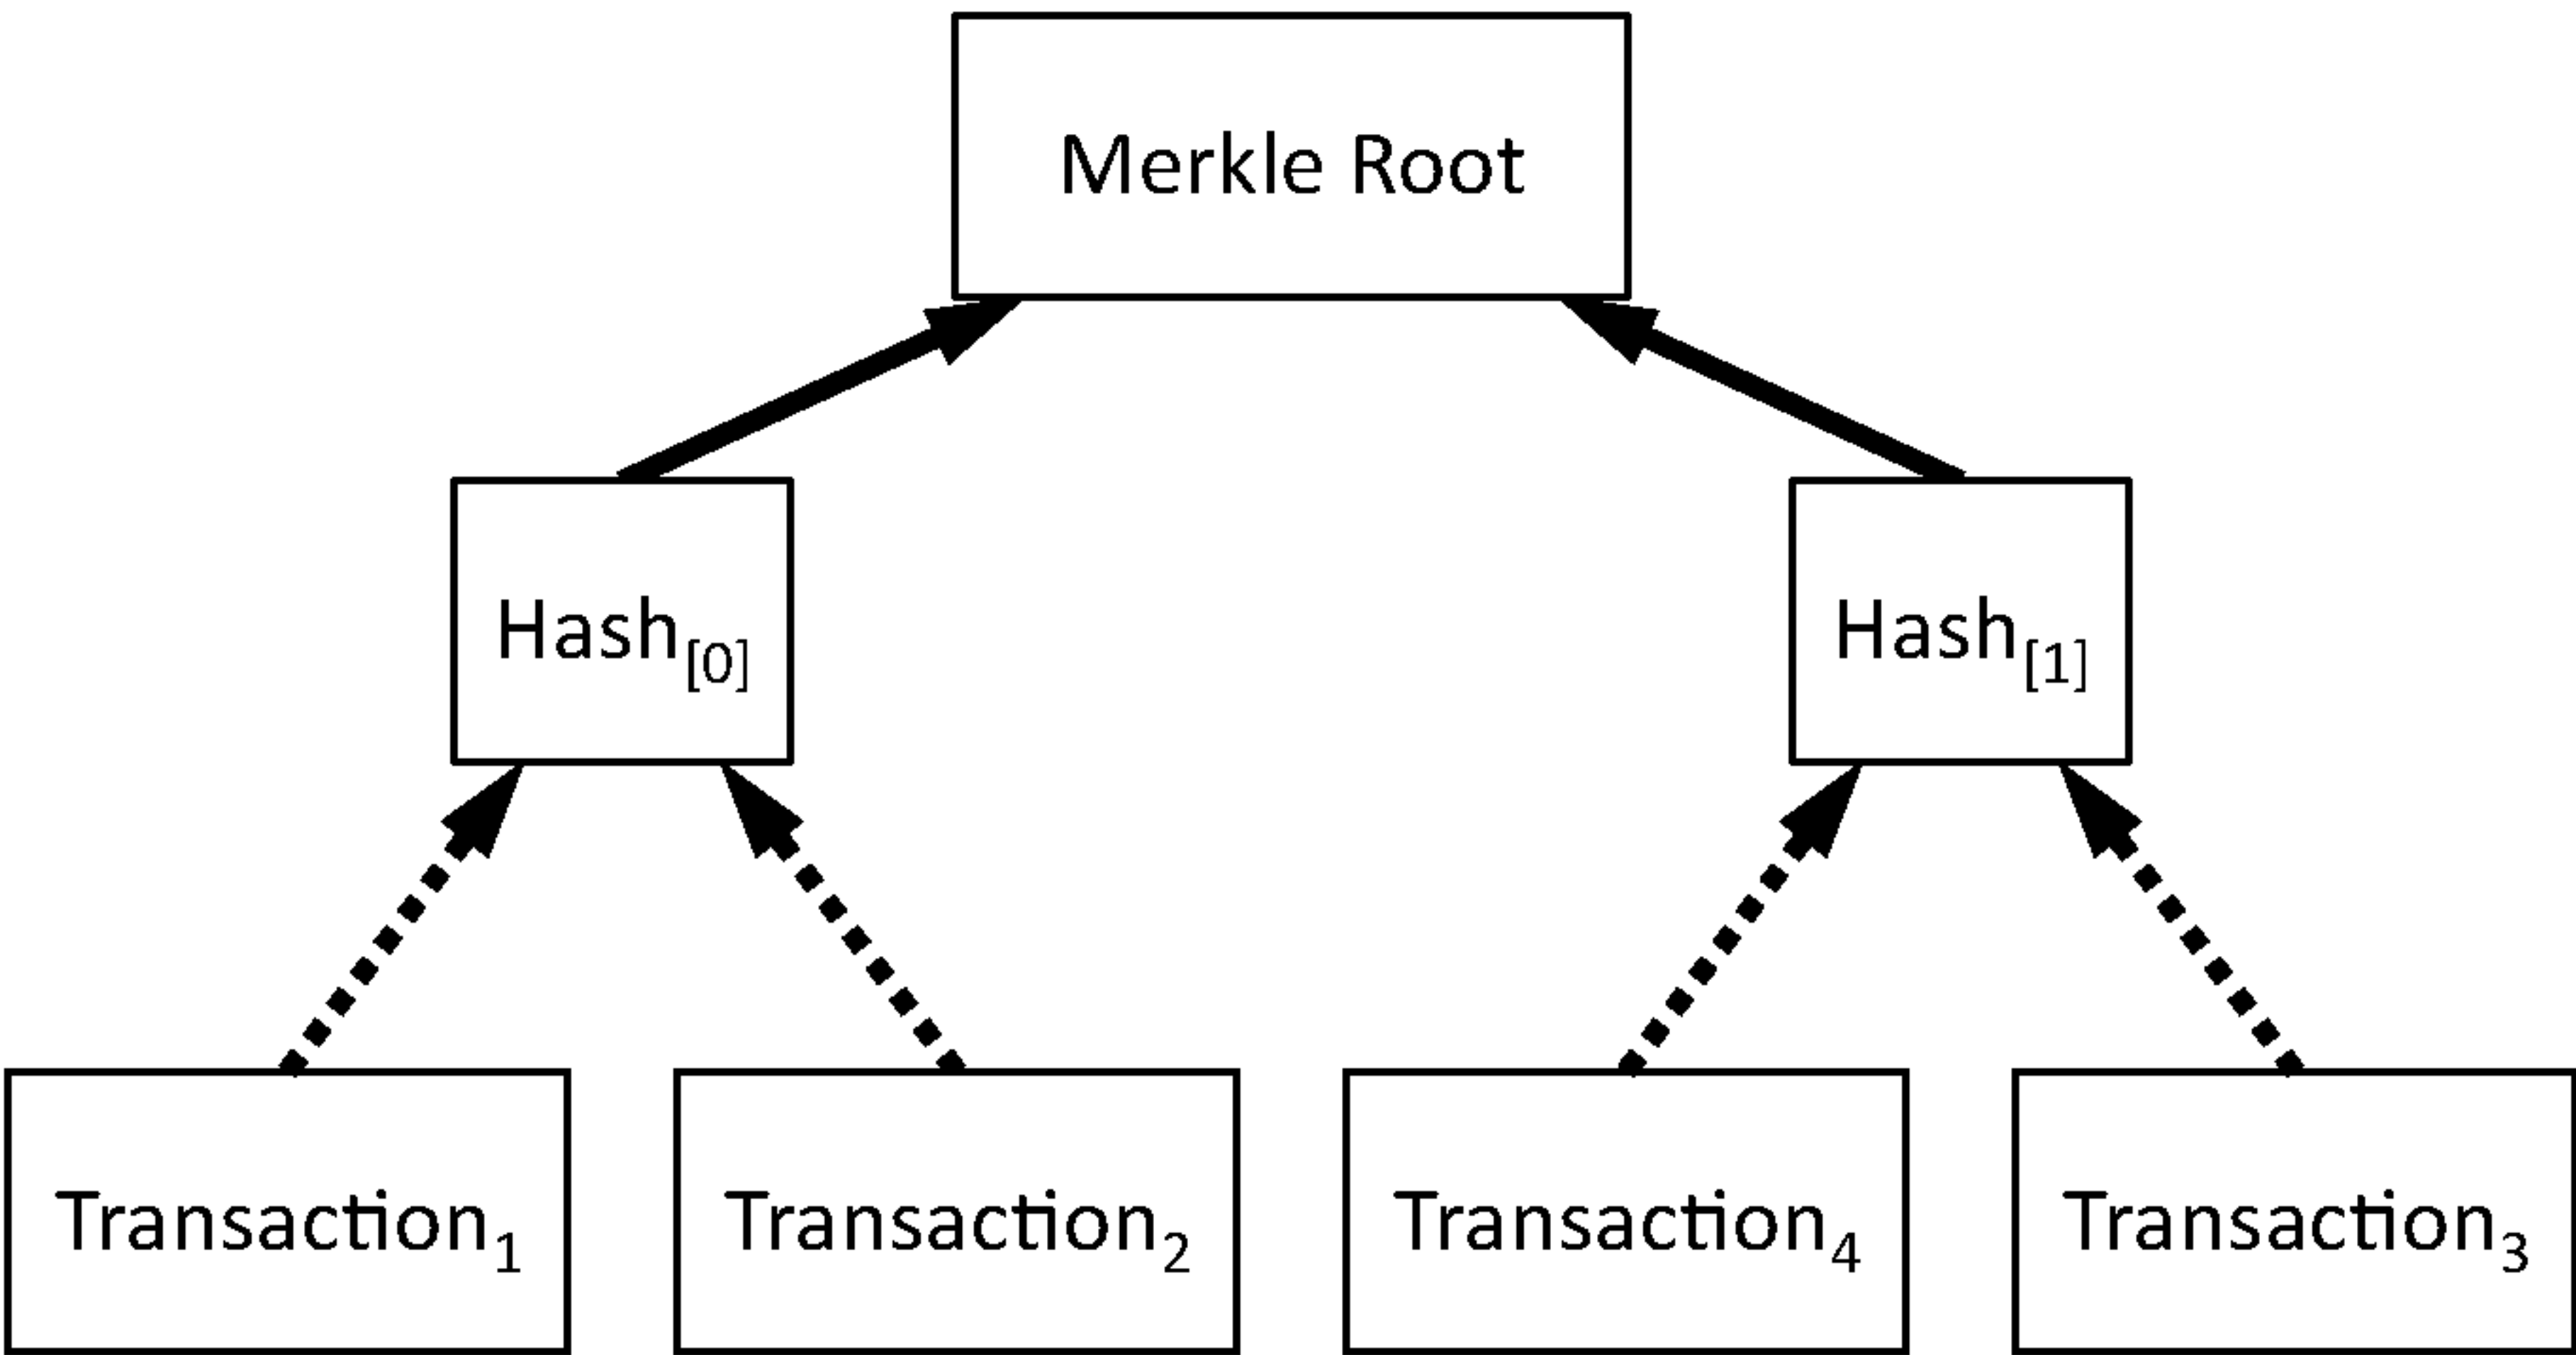 Merkle Root
Hash[0]
Hash[1]
Transaction1
Transaction2
Transaction4
Transaction3